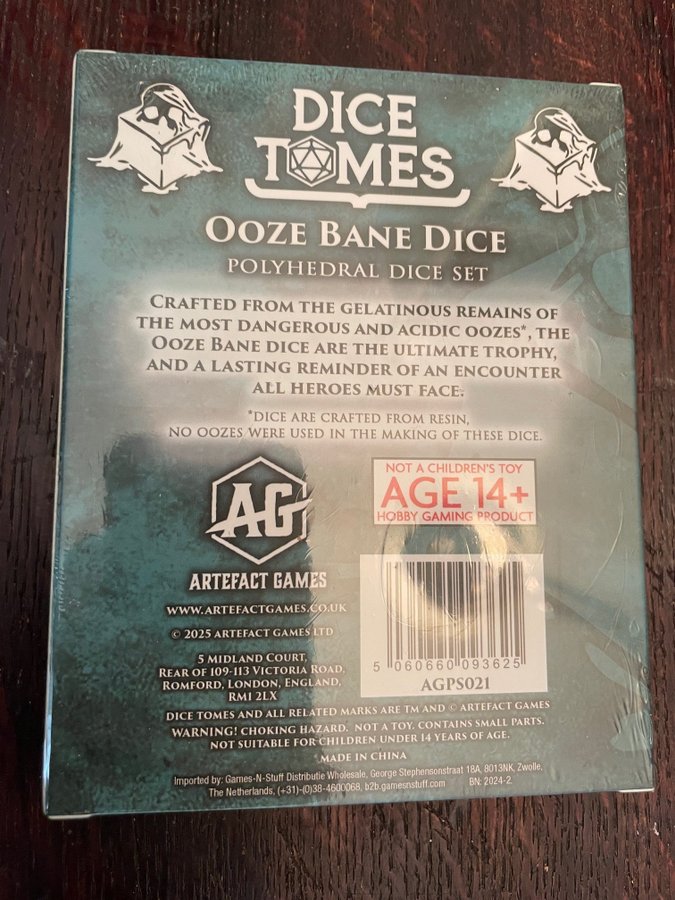 DICE
TOMES
OOZE BANE DICE
POLYHEDRAL DICE SET
CRAFTED FROM THE GELATINOUS REMAINS OF
THE MOST DANGEROUS AND ACIDIC OOZES*, THE
OOZE BANE DICE ARE THE ULTIMATE TROPHY,
AND A LASTING REMINDER OF AN ENCOUNTER
ALL HEROES MUST FACE.
*DICE ARE CRAFTED FROM RESIN,
NO OOZES WERE USED IN THE MAKING OF THESE DICE.
AG
ARTEFACT GAMES
WWW.ARTEFACTGAMES.CO.UK
© 2025 ARTEFACT GAMES LTD
5 MIDLAND COURT,
REAR OF 109-113 VICTORIA ROAD,
ROMFORD, LONDON, ENGLAND,
RM1 2LX
NOT A CHILDREN'S TOY
AGE 14+
HOBBY GAMING PRODUCT
5 060660 093625
AGPS021
DICE TOMES AND ALL RELATED MARKS ARE TM AND © ARTEFACT GAMES
WARNING! CHOKING HAZARD. NOT A TOY. CONTAINS SMALL PARTS.
NOT SUITABLE FOR CHILDREN UNDER 14 YEARS OF AGE.
MADE IN CHINA
Imported by: Games-N-Stuff Distributie Wholesale, George Stephensonstraat 18A, 8013NK, Zwolle,
The Netherlands, (+31)-(0)38-4600068, b2b.gamesnstuff.com BN: 2024-2